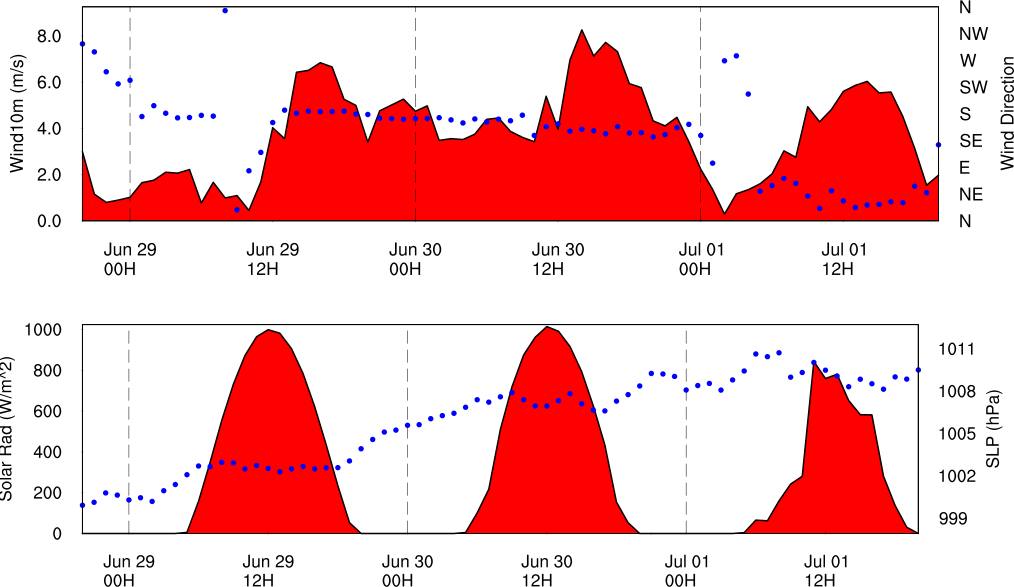 N
8.0
NW
W
6.0
SW
4.0
S
SE
2.0
E
NE
0.0
N
Wind10m (m/s)
Wind Direction
Jun 29 Jun 29 Jun 30 Jun 30 Jul 01 Jul 01
00H 12H 00H 12H 00H 12H
1000
1011
800
1008
600
1005
400
1002
200
999
0
Solar Rad (W/m^2)
SLP (hPa)
Jun 29 Jun 29 Jun 30 Jun 30 Jul 01 Jul 01
00H 12H 00H 12H 00H 12H